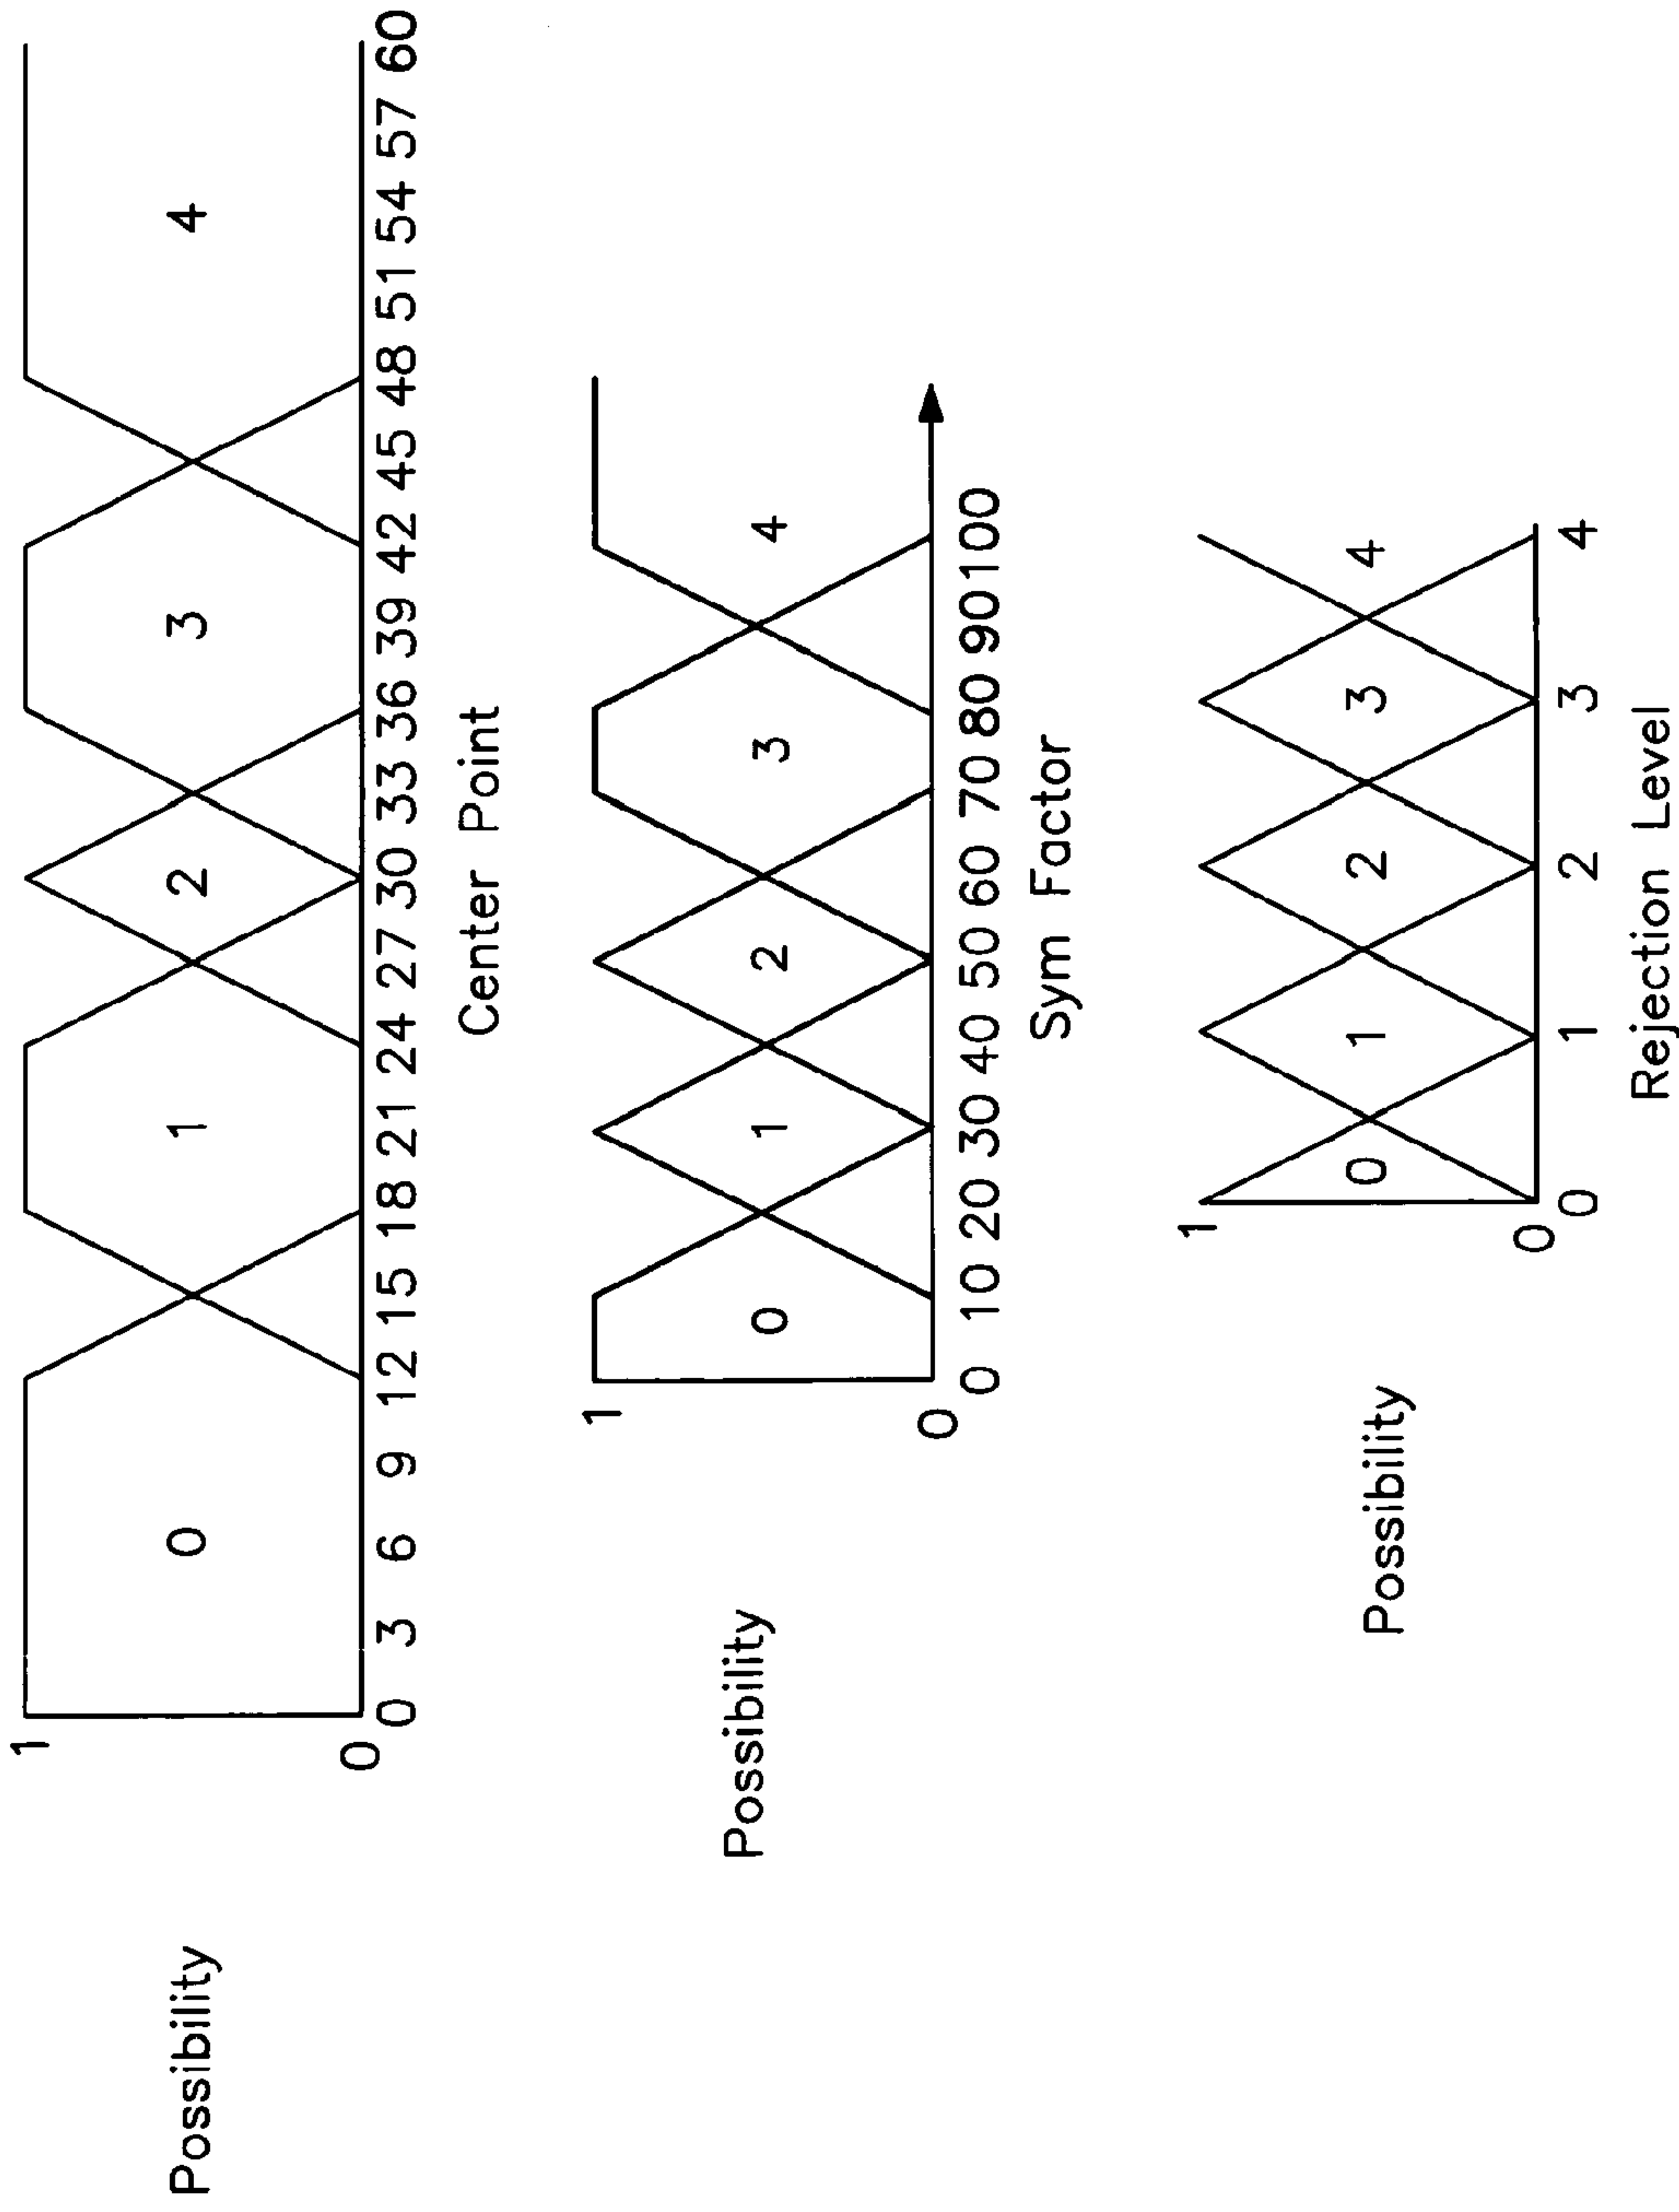 1
Possibility
0 1 2 3 4
0
0 3 6 9 12 15 18 21 24 27 30 33 36 39 42 45 48 51 54 57 60
Center Point
1
Possibility
0 1 2 3 4
0
0 10 20 30 40 50 60 70 80 90 100
Sym Factor
1
Possibility
0 1 2 3 4
0
0 1 2 3 4
Rejection Level